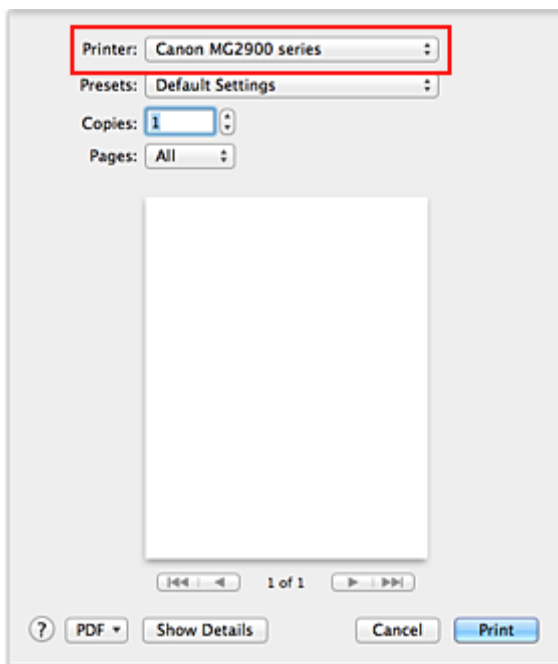 Printer: Canon MG2900 series
Presets: Default Settings
Copies: 1
Pages: All
1 of 1
? PDF Show Details Cancel Print